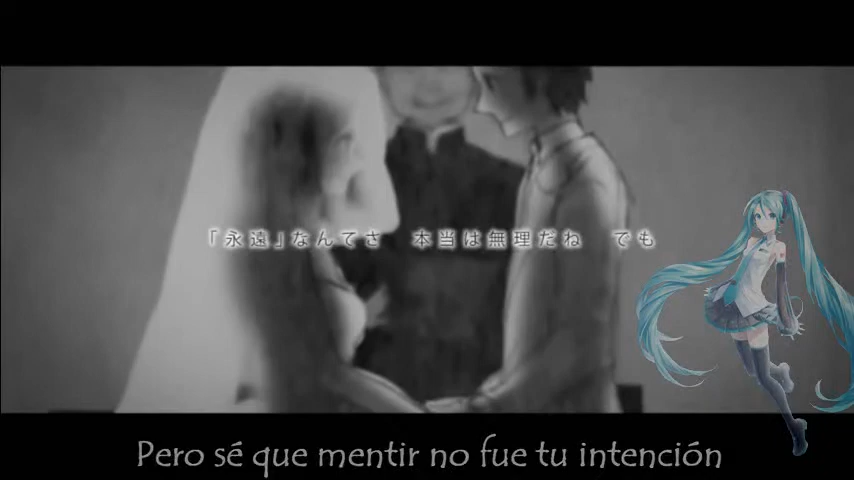 「永遠」なんてさ 本当は無理だね でも
Pero sé que mentir no fue tu intención